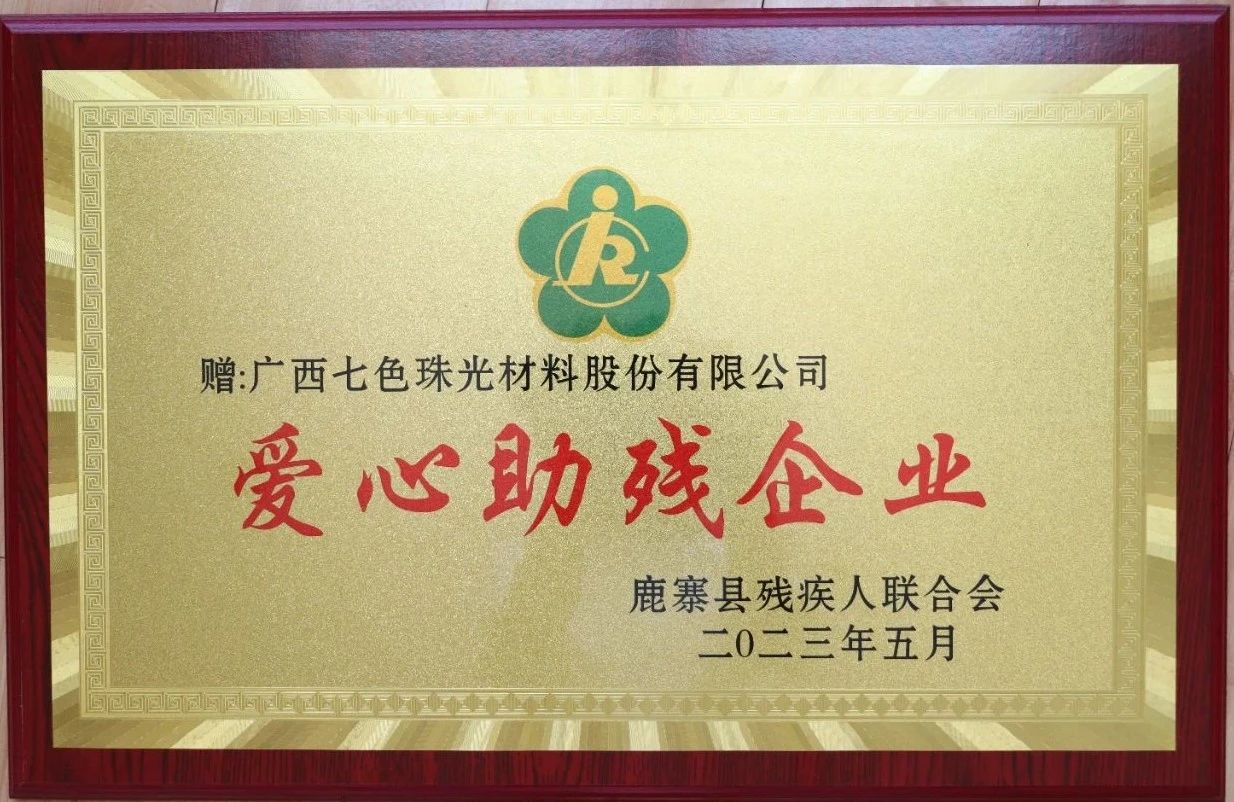 赠:广西七色珠光材料股份有限公司
爱心助残企业
鹿寨县残疾人联合会
二0二三年五月